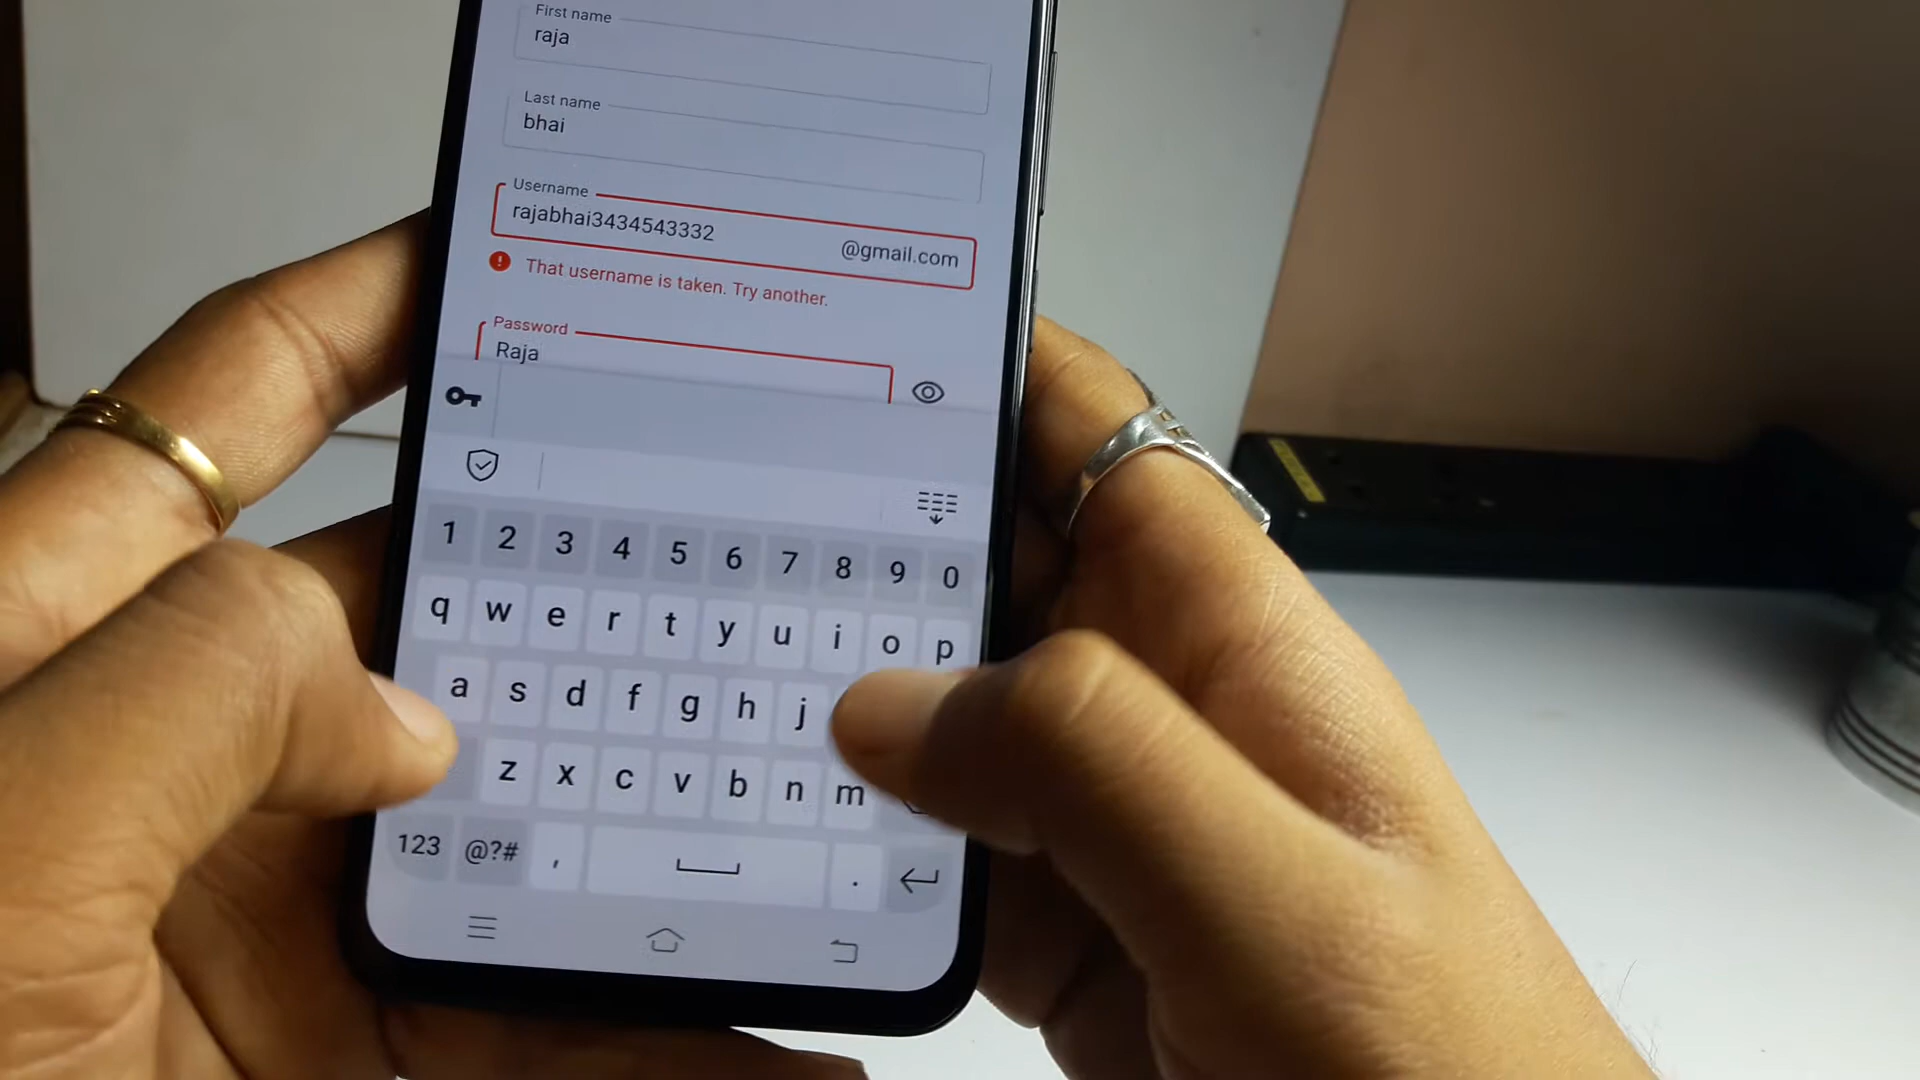 First name
raja
Last name
bhai
Username
rajabhai3434543332 @gmail.com
That username is taken. Try another.
Password
Raja
1 2 3 4 5 6 7 8 9 0
q w e r t y u i o p
a s d f g h j
z x c v b n m
123 @?# , .